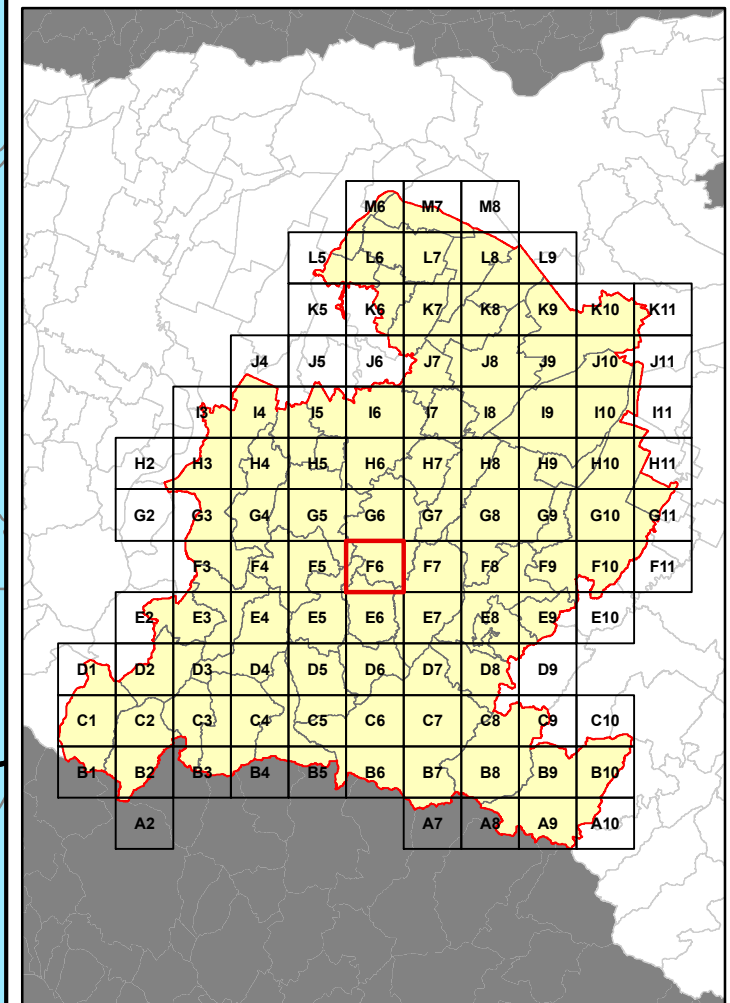 M6 M7 M8
L5 L6 L7 L8 L9
K5 K6 K7 K8 K9 K10 K11
J4 J5 J6 J7 J8 J9 J10 J11
I3 I4 I5 I6 I7 I8 I9 I10 I11
H2 H3 H4 H5 H6 H7 H8 H9 H10 H11
G2 G3 G4 G5 G6 G7 G8 G9 G10 G11
F3 F4 F5 F6 F7 F8 F9 F10 F11
E2 E3 E4 E5 E6 E7 E8 E9 E10
D1 D2 D3 D4 D5 D6 D7 D8 D9
C1 C2 C3 C4 C5 C6 C7 C8 C9 C10
B1 B2 B3 B4 B5 B6 B7 B8 B9 B10
A2 A7 A8 A9 A10